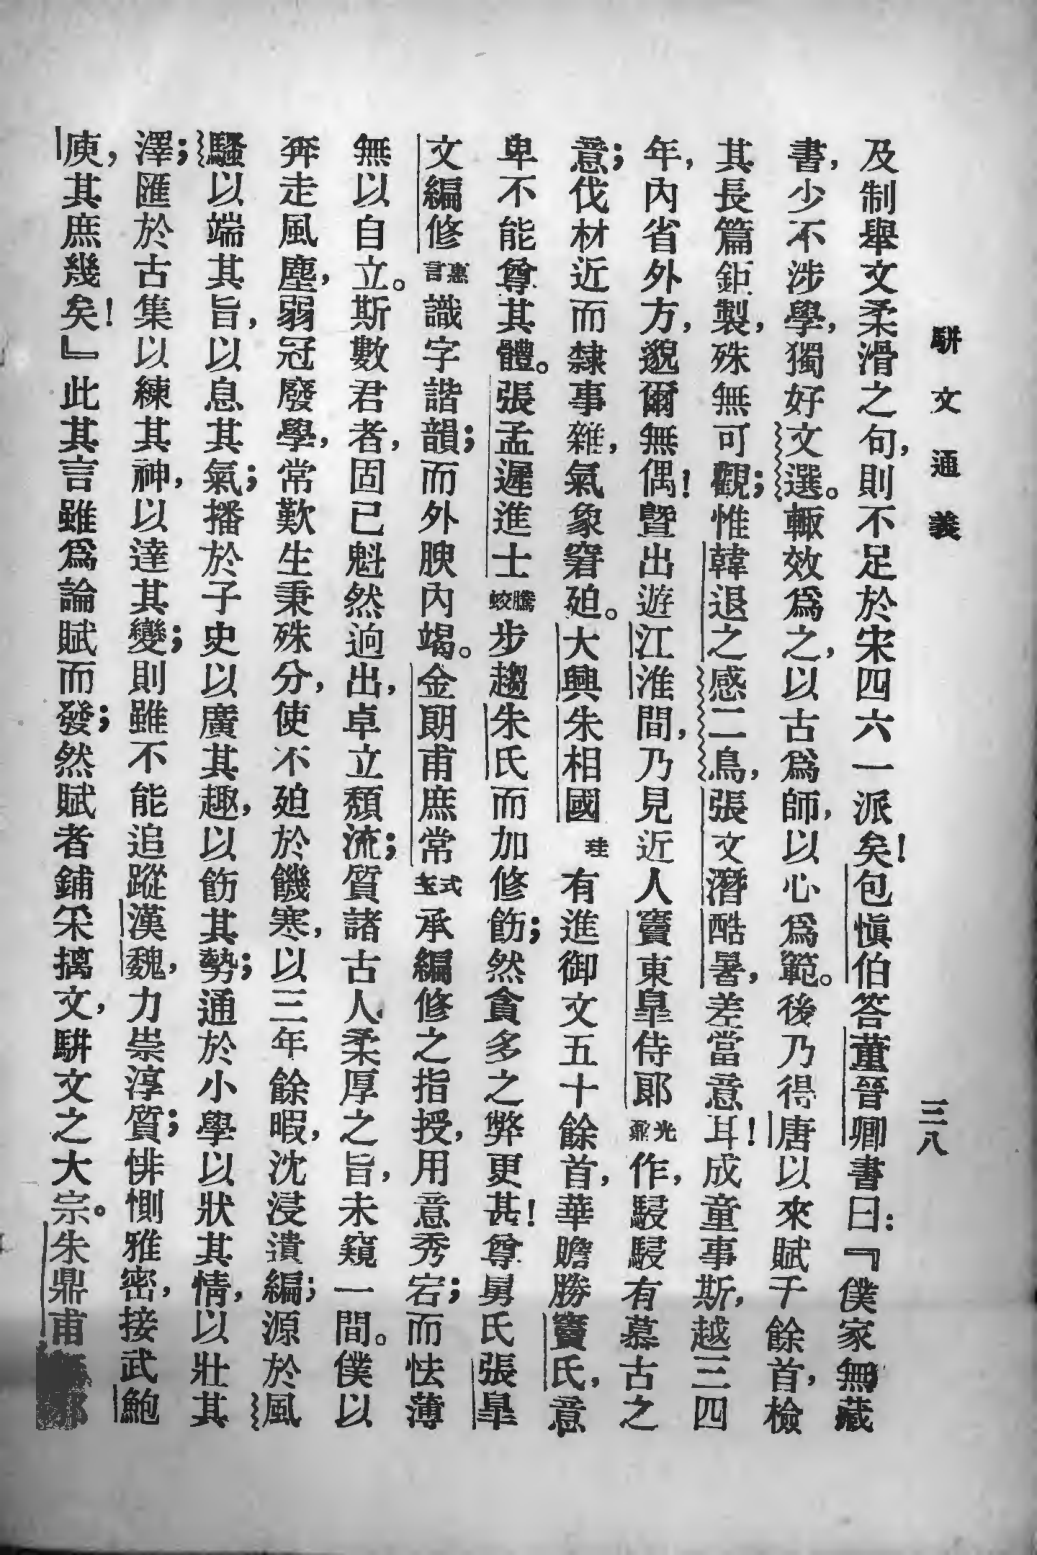 駢文通義
三八
及制舉文柔滑之句，則不足於宋四六一派矣！包愼伯答董晉卿書曰：『僕家無藏
書，少不涉學，獨好文選。輙效爲之，以古爲師，以心爲範。後乃得唐以來賦千餘首，檢
其長篇鉅製，殊無可觀；惟韓退之感二鳥，張文潛酷暑，差當意耳！成童事斯，越三四
年，內省外方，邈爾無偶！曁出遊江淮間，乃見近人竇東臯侍郞光鼐作，駸駸有慕古之
意；伐材近而隸事雜，氣象窘廹。大興朱相國珪有進御文五十餘首，華贍勝竇氏，意
卑不能尊其體。張孟遲進士騰蛟步趨朱氏而加修飭；然貪多之弊更甚！尊舅氏張臯
文編修惠言識字諧韻；而外腴內竭。金朗甫庶常式玉承編修之指授，用意秀宕；而怯薄
無以自立。斯數君者，固已魁然逈出，卓立頹流；質諸古人柔厚之旨，未窺一間。僕以
奔走風塵，弱冠廢學，常歎生秉殊分，使不廹於饑寒，以三年餘暇，沈浸遺編；源於風
騷以端其旨，以息其氣；播於子史以廣其趣，以飭其勢；通於小學以狀其情，以壯其
澤；匯於古集以練其神，以達其變；則雖不能追蹤漢魏，力崇淳質；悱惻雅密，接武鮑
庾，其庶幾矣！』此其言雖爲論賦而發；然賦者鋪采摛文，駢文之大宗。朱鼎甫